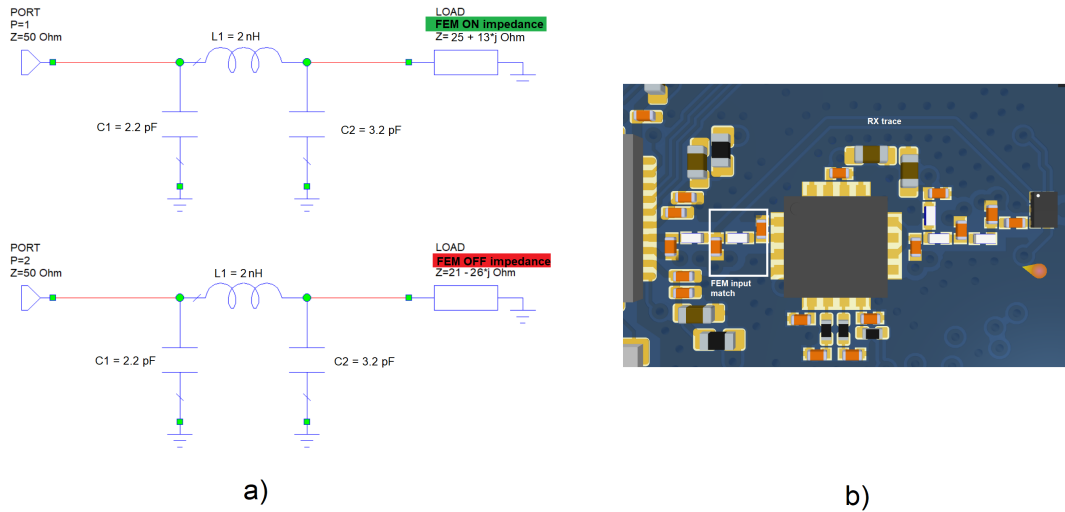 PORT
P=1
Z=50 Ohm
L1 = 2 nH
LOAD
FEM ON impedance
Z= 25 + 13*j Ohm
C1 = 2.2 pF
C2 = 3.2 pF
PORT
P=2
Z=50 Ohm
L1 = 2 nH
LOAD
FEM OFF impedance
Z=21 - 26*j Ohm
C1 = 2.2 pF
C2 = 3.2 pF
a)
RX trace
FEM input
match
b)